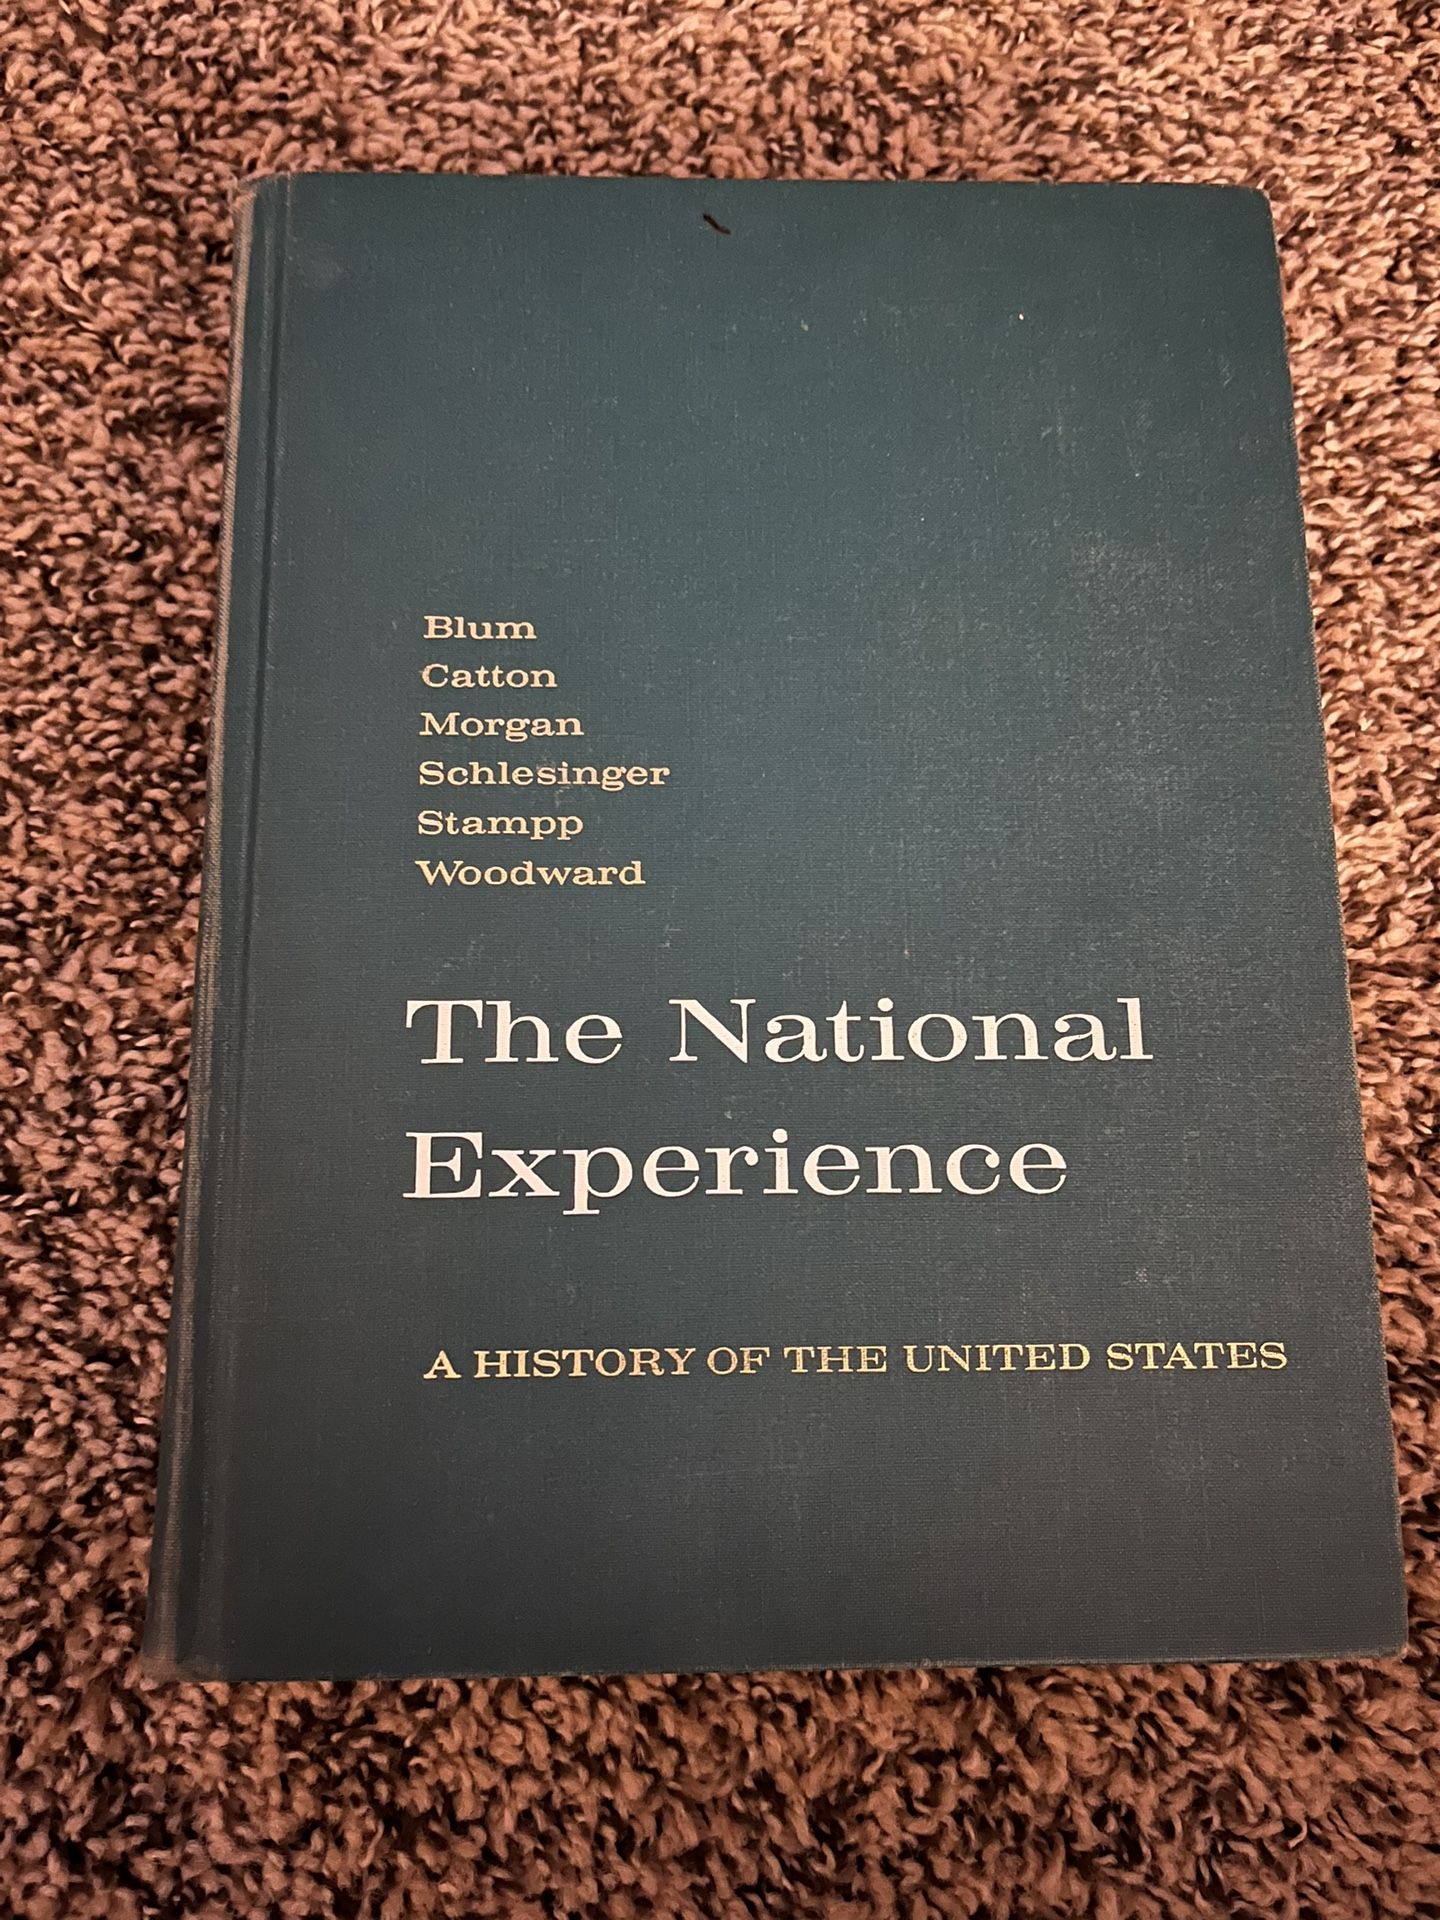 Blum
Catton
Morgan
Schlesinger
Stampp
Woodward
The National
Experience
A HISTORY OF THE UNITED STATES